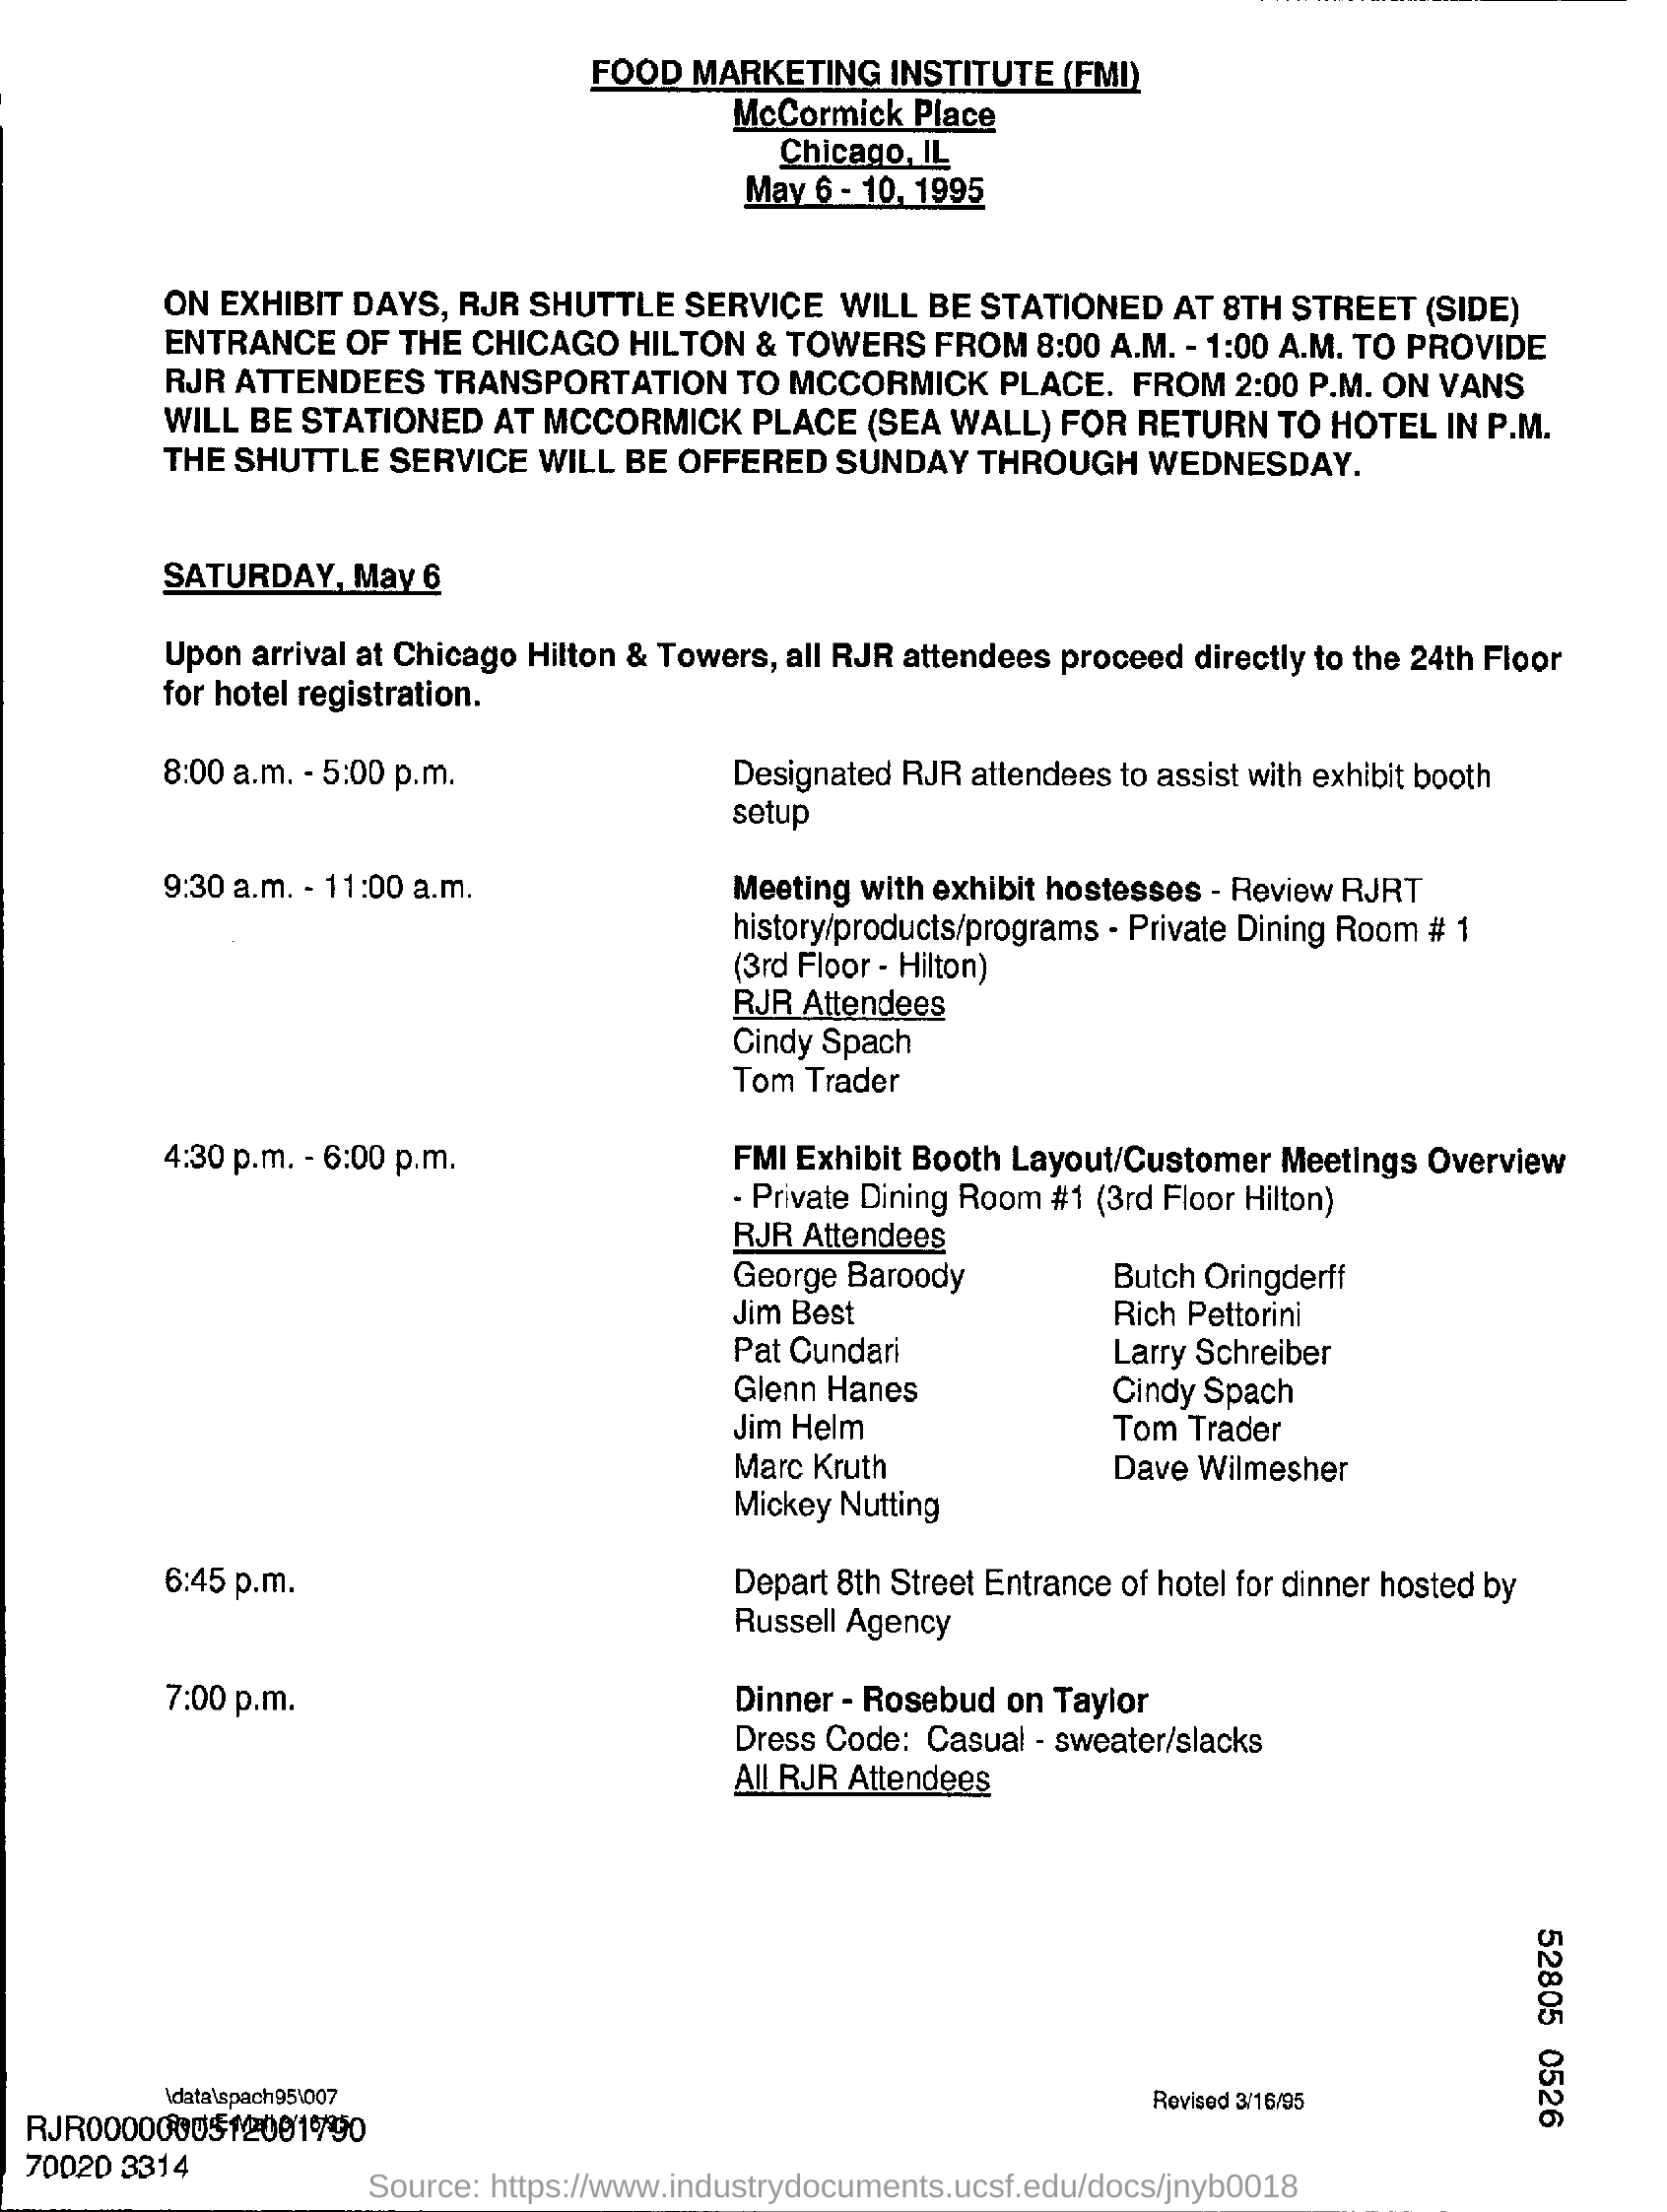 FOOD MARKETING INSTITUTE (FMI)
McCormick Place
Chicago, IL
May 6 - 10, 1995
ON EXHIBIT DAYS, RJR SHUTTLE SERVICE WILL BE STATIONED AT 8TH STREET (SIDE)
ENTRANCE OF THE CHICAGO HILTON & TOWERS FROM 8:00 A.M. - 1:00 A.M. TO PROVIDE
RJR ATTENDEES TRANSPORTATION TO MCCORMICK PLACE. FROM 2:00 P.M. ON VANS
WILL BE STATIONED AT MCCORMICK PLACE (SEA WALL) FOR RETURN TO HOTEL IN P.M.
THE SHUTTLE SERVICE WILL BE OFFERED SUNDAY THROUGH WEDNESDAY.
SATURDAY, May 6
Upon arrival at Chicago Hilton & Towers, all RJR attendees proceed directly to the 24th Floor
for hotel registration.
8:00 a.m. - 5:00 p.m. Designated RJR attendees to assist with exhibit booth
setup
9:30 a.m. - 11:00 a.m. Meeting with exhibit hostesses - Review RJRT
history/products/programs - Private Dining Room # 1
(3rd Floor - Hilton)
RJR Attendees
Cindy Spach
Tom Trader
4:30 p.m. - 6:00 p.m. FMI Exhibit Booth Layout/Customer Meetings Overview
- Private Dining Room #1 (3rd Floor Hilton)
RJR Attendees
George Baroody Butch Oringderff
Jim Best Rich Pettorini
Pat Cundari Larry Schreiber
Glenn Hanes Cindy Spach
Jim Helm Tom Trader
Marc Kruth Dave Wilmesher
Mickey Nutting
6:45 p.m. Depart 8th Street Entrance of hotel for dinner hosted by
Russell Agency
7:00 p.m. Dinner - Rosebud on Taylor
Dress Code: Casual - sweater/slacks
All RJR Attendees
52805 0526
\data\spach95\007 Revised 3/16/95
RJR0000000512001790
70020 3314
Source: https://www.industrydocuments.ucsf.edu/docs/jnyb0018